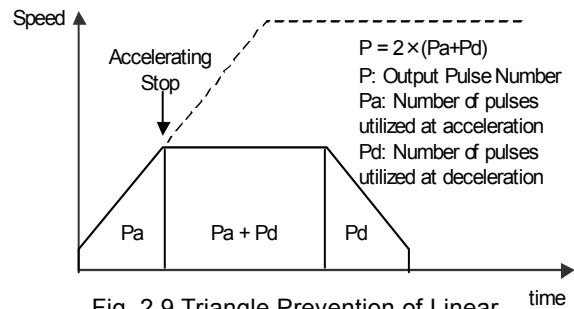 Speed
Accelerating
Stop
P = 2×(Pa+Pd)
P: Output Pulse Number
Pa: Number of pulses
utilized at acceleration
Pd: Number of pulses
utilized at deceleration
Pa
Pa + Pd
Pd
time
Fig. 2.9 Triangle Prevention of Linear